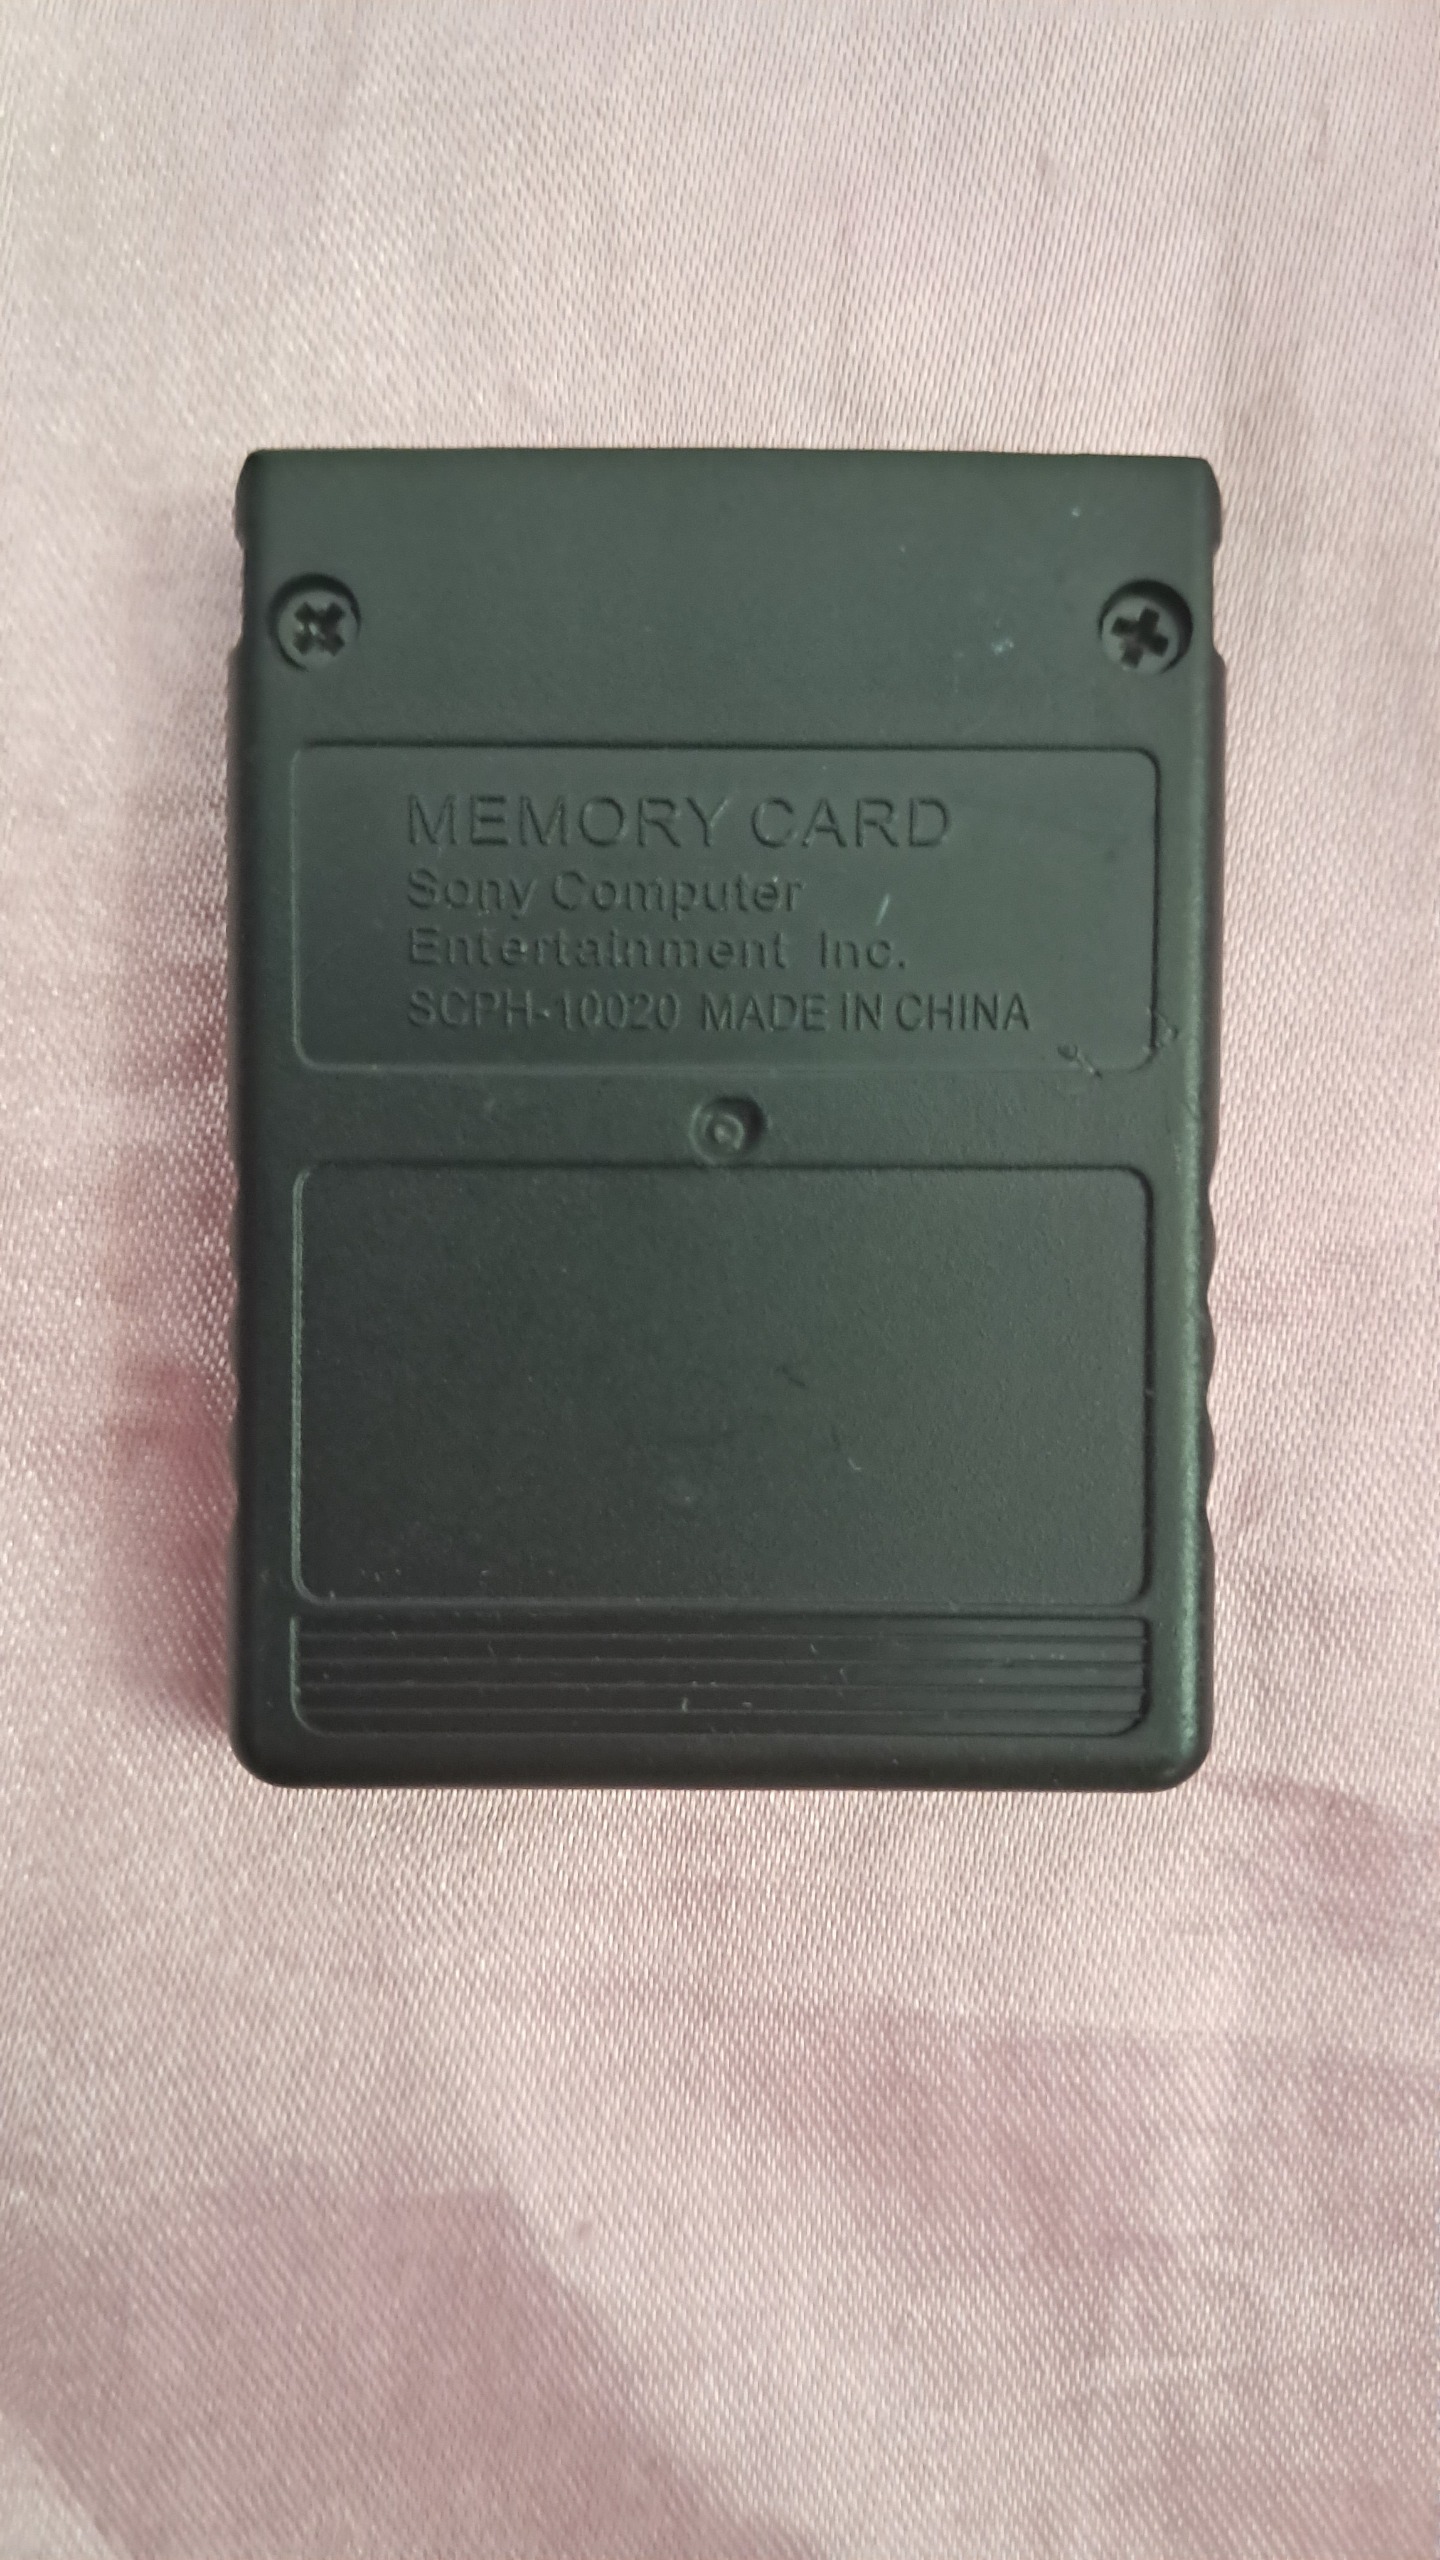 MEMORY CARD
Sony Computer
Entertainment Inc.
SCPH-10020 MADE IN CHINA